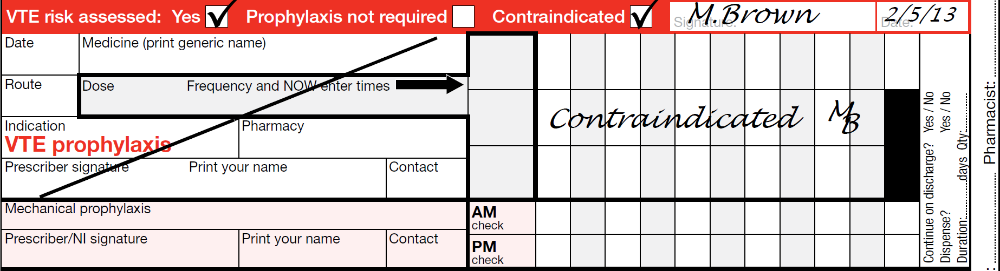 VTE risk assessed: Yes ✓ Prophylaxis not required Contraindicated ✓ Signature: M.Brown Date: 2/5/13
Date Medicine (print generic name)
Route Dose Frequency and NOW enter times
Indication Pharmacy
VTE prophylaxis
Contraindicated MB
Prescriber signature Print your name Contact
Mechanical prophylaxis
AM
check
Prescriber/NI signature Print your name Contact
PM
check
Continue on discharge? Yes / No
Dispense? Yes / No
Duration:..........days Qty:..........
Pharmacist: